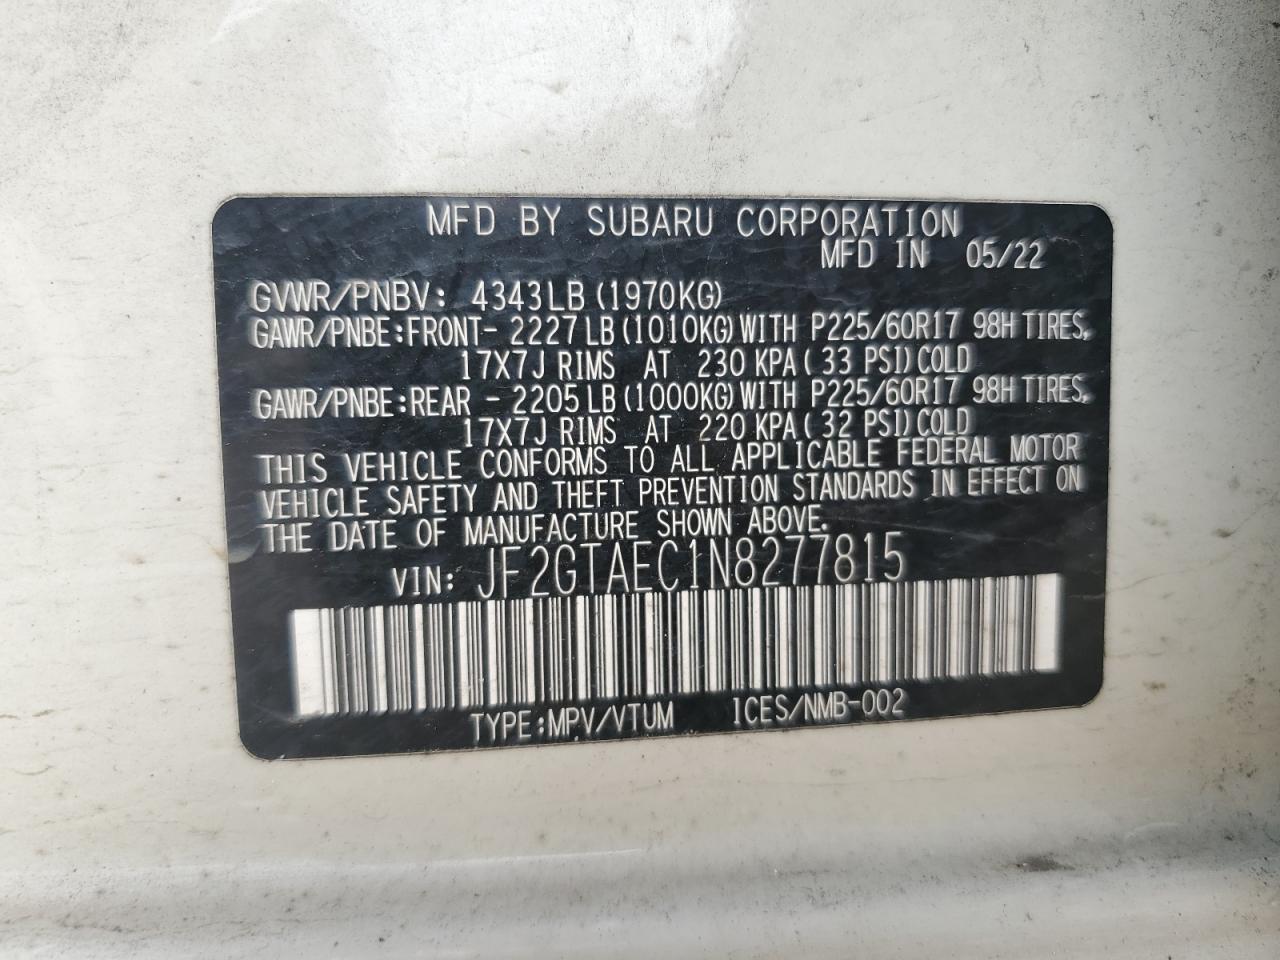 MFD BY SUBARU CORPORATION
MFD IN 05/22
GVWR/PNBV: 4343LB (1970KG)
GAWR/PNBE:FRONT- 2227LB (1010KG) WITH P225/60R17 98H TIRES,
17X7J RIMS AT 230 KPA ( 33 PSI) COLD
GAWR/PNBE:REAR - 2205LB (1000KG) WITH P225/60R17 98H TIRES,
17X7J RIMS AT 220 KPA ( 32 PSI) COLD
THIS VEHICLE CONFORMS TO ALL APPLICABLE FEDERAL MOTOR
VEHICLE SAFETY AND THEFT PREVENTION STANDARDS IN EFFECT ON
THE DATE OF MANUFACTURE SHOWN ABOVE.
VIN: JF2GTAEC1N8277815
TYPE:MPV/VTUM ICES/NMB-002